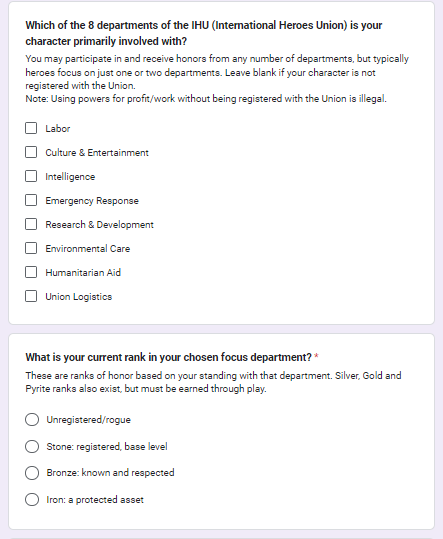 Which of the 8 departments of the IHU (International Heroes Union) is your
character primarily involved with?
You may participate in and receive honors from any number of departments, but typically
heroes focus on just one or two departments. Leave blank if your character is not
registered with the Union.
Note: Using powers for profit/work without being registered with the Union is illegal.
Labor
Culture & Entertainment
Intelligence
Emergency Response
Research & Development
Environmental Care
Humanitarian Aid
Union Logistics
What is your current rank in your chosen focus department? *
These are ranks of honor based on your standing with that department. Silver, Gold and
Pyrite ranks also exist, but must be earned through play.
Unregistered/rogue
Stone: registered, base level
Bronze: known and respected
Iron: a protected asset